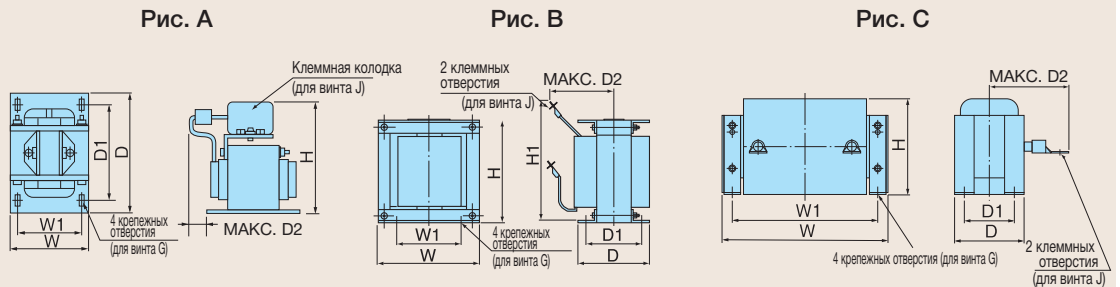 Рис. A
D1
D
W1
W
4 крепежных
отверстия
(для винта G)
Клеммная колодка
(для винта J)
H
МАКС. D2
Рис. B
2 клеммных
отверстия
(для винта J)
МАКС. D2
H1
H
W1
W
4 крепежных
отверстия
(для винта G)
D1
D
Рис. C
МАКС. D2
H
W1
W
4 крепежных отверстия (для винта G)
D1
D
2 клеммных
отверстия
(для винта J)